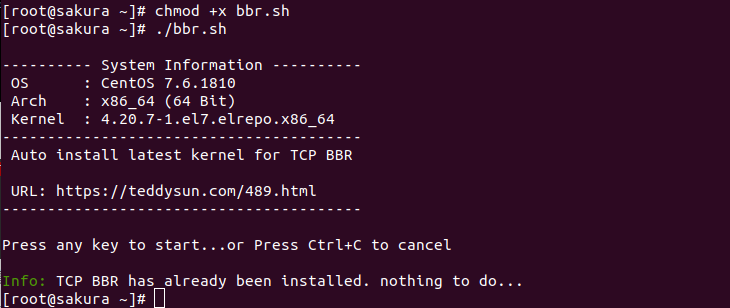 [root@sakura ~]# chmod +x bbr.sh
[root@sakura ~]# ./bbr.sh
---------- System Information ----------
OS      : CentOS 7.6.1810
Arch    : x86_64 (64 Bit)
Kernel  : 4.20.7-1.el7.elrepo.x86_64
----------------------------------------
Auto install latest kernel for TCP BBR
URL: https://teddysun.com/489.html
----------------------------------------
Press any key to start...or Press Ctrl+C to cancel
Info: TCP BBR has already been installed. nothing to do...
[root@sakura ~]#